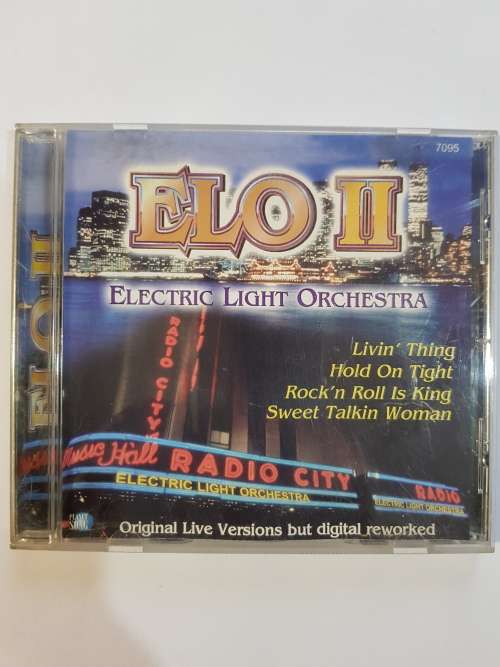 7095
ELO II
ELO II
ELECTRIC LIGHT ORCHESTRA
Livin' Thing
Hold On Tight
Rock'n Roll Is King
Sweet Talkin Woman
RADIO CITY
Music Hall
RADIO CITY
ELECTRIC LIGHT ORCHESTRA
RADIO
ELECTRIC LIGHT ORCHESTRA
PLANET SONG
Original Live Versions but digital reworked